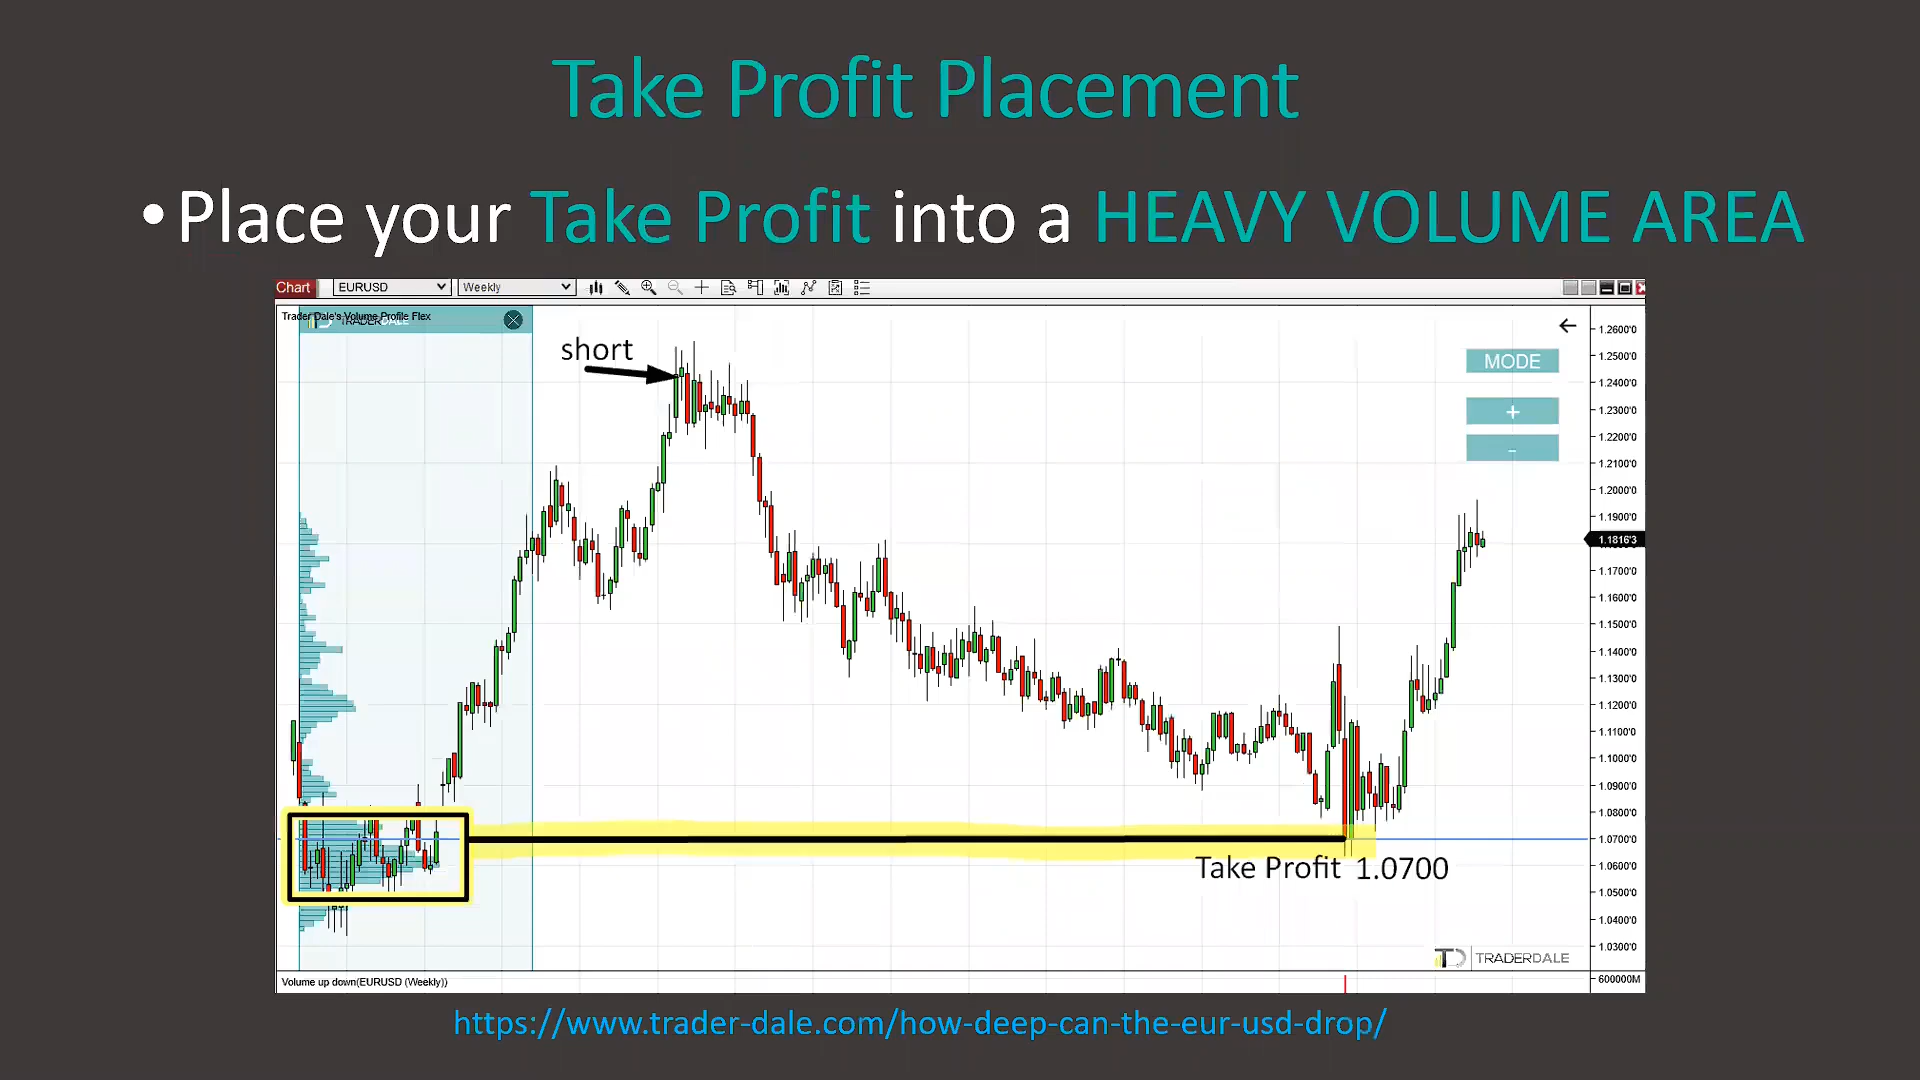 Take Profit Placement
• Place your Take Profit into a HEAVY VOLUME AREA
Chart EURUSD Weekly
Trader Dale's Volume Profile Flex
TRADERDALE
short
MODE
+
-
1.2600'0
1.2500'0
1.2400'0
1.2300'0
1.2200'0
1.2100'0
1.2000'0
1.1900'0
1.1816'3
1.1700'0
1.1600'0
1.1500'0
1.1400'0
1.1300'0
1.1200'0
1.1100'0
1.1000'0
1.0900'0
1.0800'0
1.0700'0
1.0600'0
1.0500'0
1.0400'0
1.0300'0
Take Profit 1.0700
TRADERDALE
Volume up down(EURUSD (Weekly))
600000M
https://www.trader-dale.com/how-deep-can-the-eur-usd-drop/